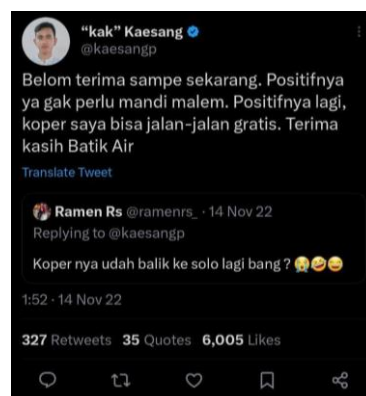 “kak” Kaesang
@kaesangp
Belom terima sampe sekarang. Positifnya
ya gak perlu mandi malem. Positifnya lagi,
koper saya bisa jalan-jalan gratis. Terima
kasih Batik Air
Translate Tweet
Ramen Rs @ramenrs_ · 14 Nov 22
Replying to @kaesangp
Koper nya udah balik ke solo lagi bang ? 😭🤣😅
1:52 · 14 Nov 22
327 Retweets 35 Quotes 6,005 Likes